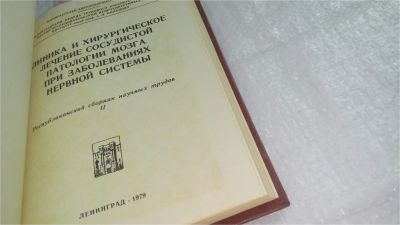 КЛИНИКА И ХИРУРГИЧЕСКОЕ
ЛЕЧЕНИЕ СОСУДИСТОЙ
ПАТОЛОГИИ МОЗГА
ПРИ ЗАБОЛЕВАНИЯХ
НЕРВНОЙ СИСТЕМЫ
Республиканский сборник научных трудов
II
ЛЕНИНГРАД - 1979